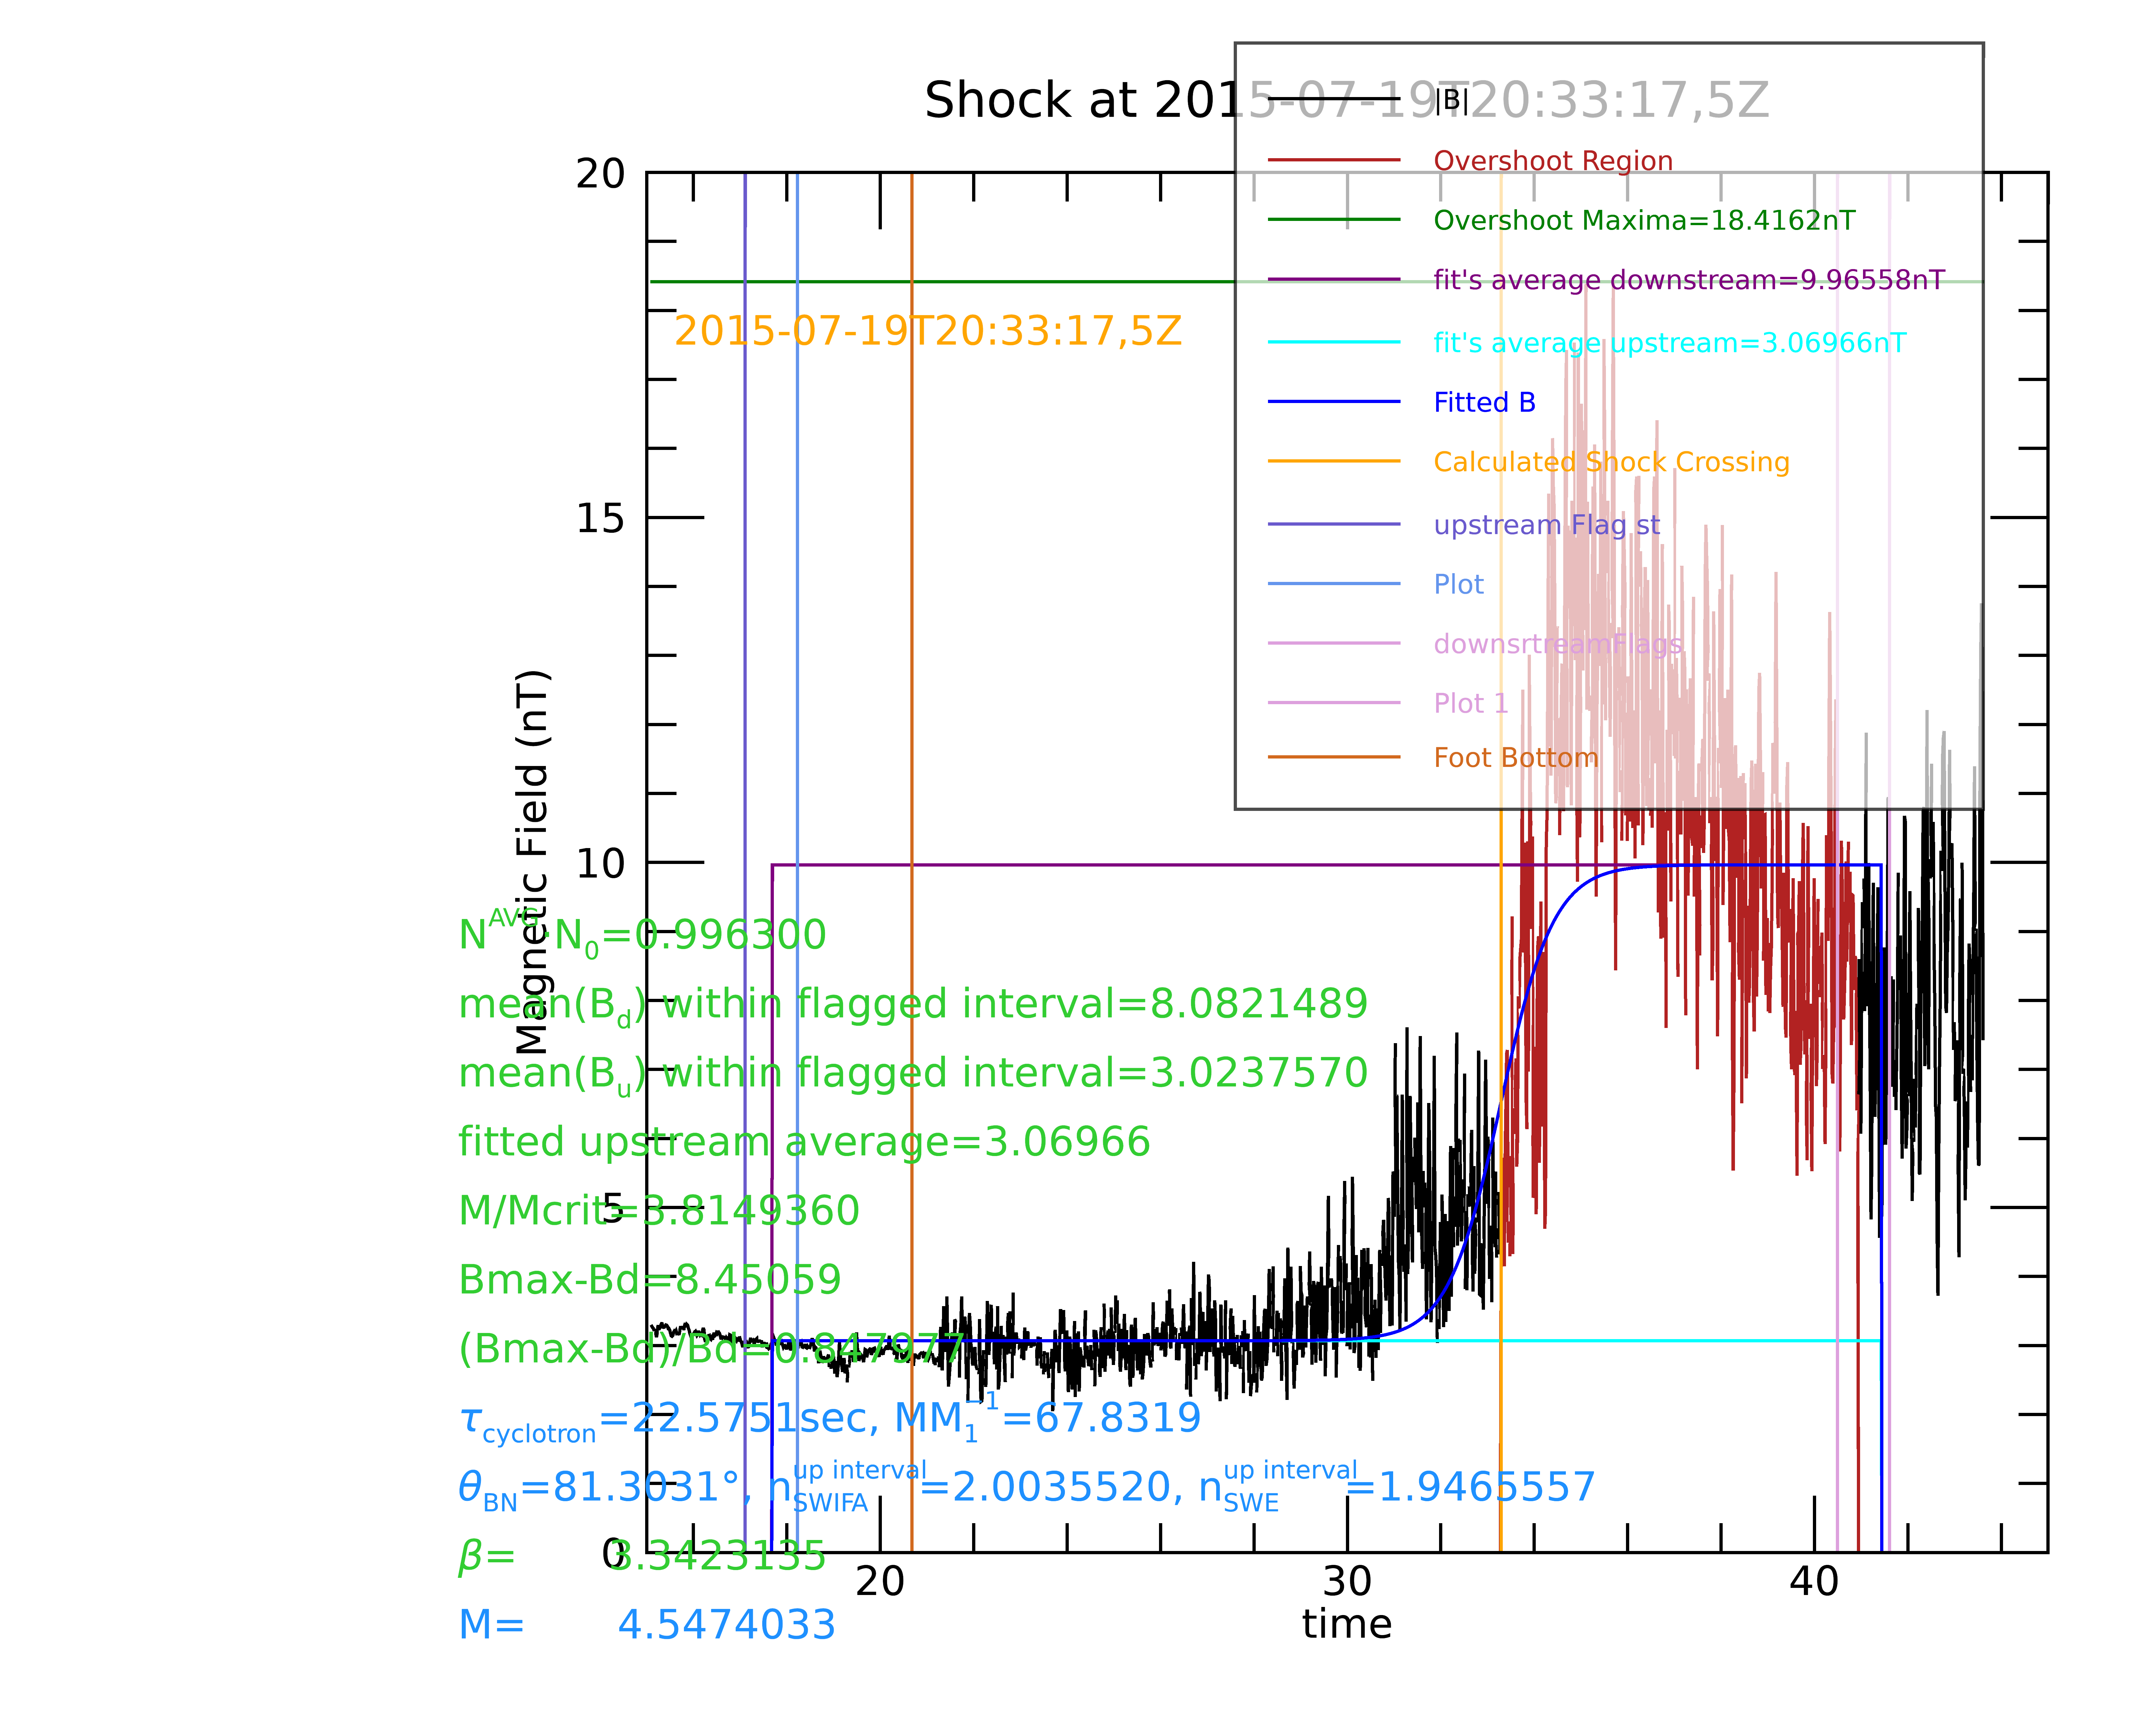 Shock at 2015-07-19T20:33:17,5Z
|B|
Overshoot Region
Overshoot Maxima=18.4162nT
fit's average downstream=9.96558nT
fit's average upstream=3.06966nT
Fitted B
Calculated Shock Crossing
upstream Flag st
Plot
downsrtreamFlags
Plot 1
Foot Bottom
2015-07-19T20:33:17,5Z
20
15
10
5
0
Magnetic Field (nT)
N^AVG-N_0=0.996300
mean(B_d) within flagged interval=8.0821489
mean(B_u) within flagged interval=3.0237570
fitted upstream average=3.06966
M/Mcrit=3.8149360
Bmax-Bd=8.45059
(Bmax-Bd)/Bd=0.847977
τ_cyclotron=22.5751sec, MM_1^-1=67.8319
θ_BN=81.3031°, n_SWIFA^up interval=2.0035520, n_SWE^up interval=1.9465557
β= 3.3423135
M= 4.5474033
20 30 40
time